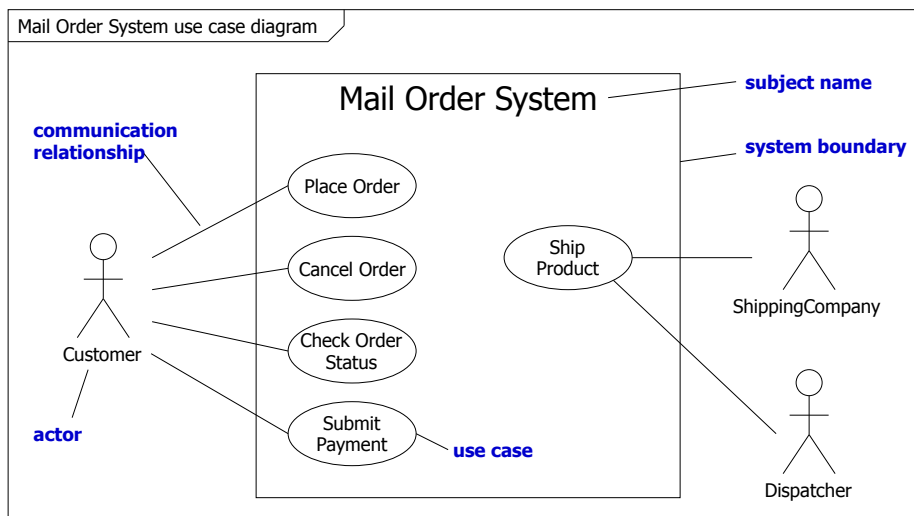 Mail Order System use case diagram
Mail Order System
subject name
communication
relationship
system boundary
Place Order
Ship
Product
Cancel Order
ShippingCompany
Check Order
Status
Customer
Submit
Payment
actor
use case
Dispatcher